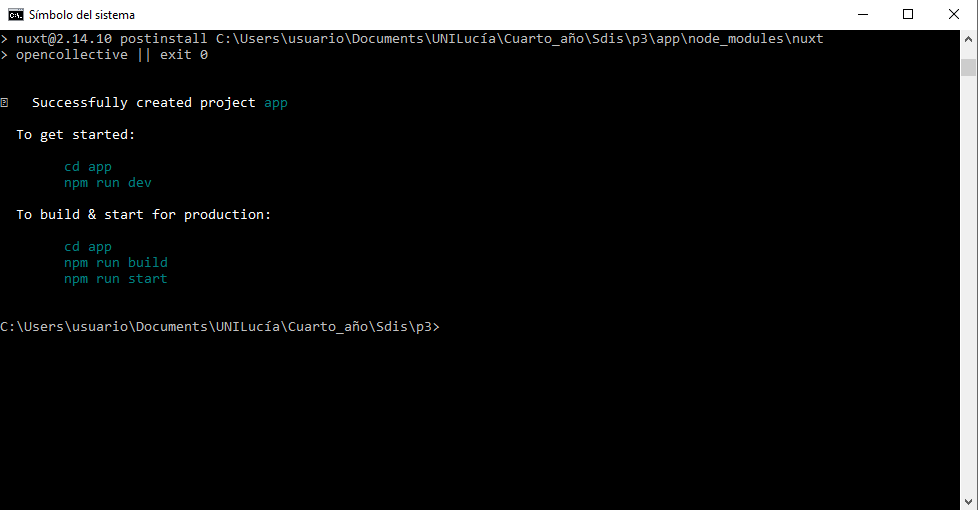 Símbolo del sistema
> nuxt@2.14.10 postinstall C:\Users\usuario\Documents\UNILucía\Cuarto_año\Sdis\p3\app\node_modules\nuxt
> opencollective || exit 0
Successfully created project app
To get started:
cd app
npm run dev
To build & start for production:
cd app
npm run build
npm run start
C:\Users\usuario\Documents\UNILucía\Cuarto_año\Sdis\p3>